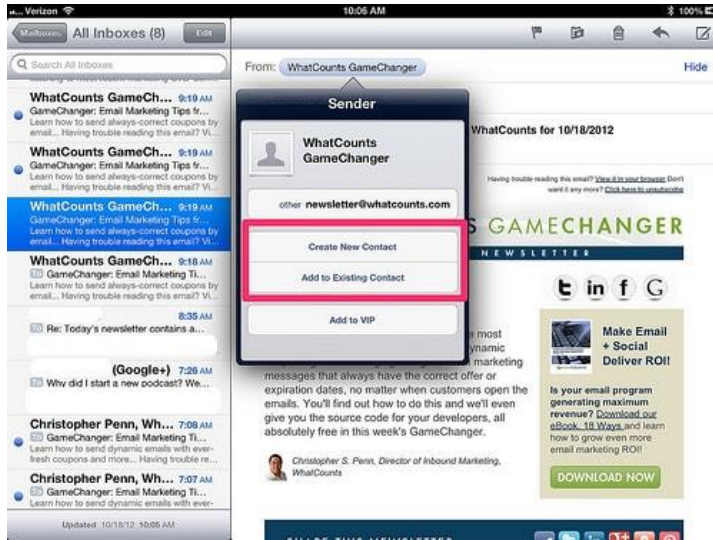 Verizon
10:05 AM
100%
Mailboxes
All Inboxes (8)
Edit
Search All Inboxes
WhatCounts GameCh... 9:19 AM
GameChanger: Email Marketing Tips fr...
Learn how to send always-correct coupons by
email... Having trouble reading this email? Vi...
WhatCounts GameCh... 9:19 AM
GameChanger: Email Marketing Tips fr...
Learn how to send always-correct coupons by
email... Having trouble reading this email? Vi...
WhatCounts GameCh... 9:19 AM
GameChanger: Email Marketing Tips fr...
Learn how to send always-correct coupons by
email... Having trouble reading this email? Vi...
WhatCounts GameCh... 9:18 AM
TO GameChanger: Email Marketing Ti...
Learn how to send always-correct coupons by
email... Having trouble reading this email? Vi...
8:35 AM
TO Re: Today's newsletter contains a...
(Google+) 7:26 AM
TO Why did I start a new podcast? We...
Christopher Penn, Wh... 7:08 AM
TO GameChanger: Email Marketing Ti...
Learn how to send dynamic emails with ever-
fresh coupons and more... Having trouble re...
Christopher Penn, Wh... 7:07 AM
TO GameChanger: Email Marketing Ti...
Learn how to send dynamic emails with ever-
Updated 10/18/12 10:05 AM
From: WhatCounts GameChanger
Hide
Sender
WhatCounts
GameChanger
other newsletter@whatcounts.com
Create New Contact
Add to Existing Contact
Add to VIP
WhatCounts for 10/18/2012
Having trouble reading this email? View it in your browser Don't
want it any more? Click here to unsubscribe
S GAMECHANGER
NEWSLETTER
t in f G
most
dynamic
marketing
messages that always have the correct offer or
expiration dates, no matter when customers open the
emails. You'll find out how to do this and we'll even
give you the source code for your developers, all
absolutely free in this week's GameChanger.
Christopher S. Penn, Director of Inbound Marketing,
WhatCounts
Make Email
+ Social
Deliver ROI!
Is your email program
generating maximum
revenue? Download our
eBook, 18 Ways and learn
how to grow even more
email marketing ROI!
DOWNLOAD NOW
SHARE THIS NEWSLETTER